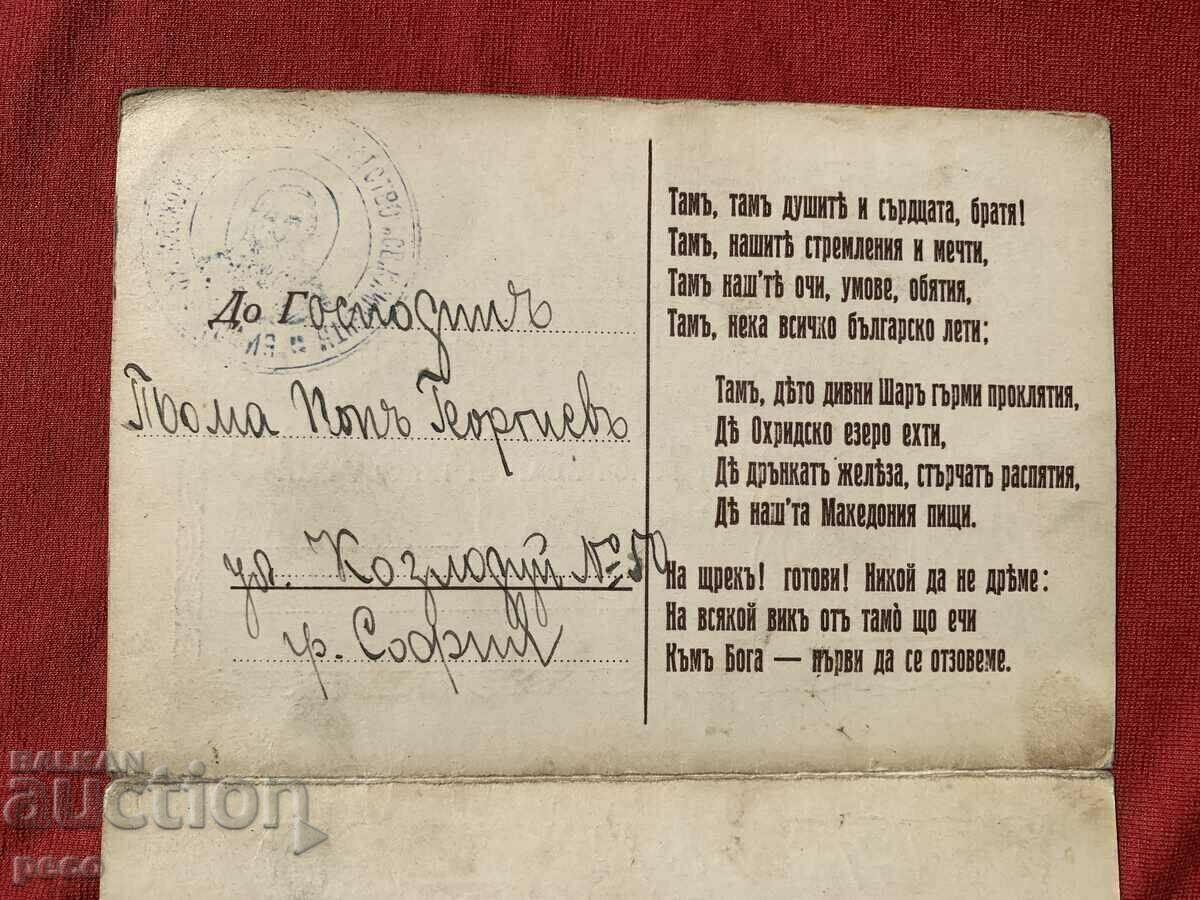 До Господинъ
Тома Попъ Георгиевъ
ул. Козлодуй № 50
гр. София
Тамъ, тамъ душитѣ и сърдцата, братя!
Тамъ, нашитѣ стремления и мечти,
Тамъ наш'тѣ очи, умове, обятия,
Тамъ, нека всичко българско лети;
Тамъ, дѣто дивни Шаръ гърми проклятия,
Дѣ Охридско езеро ехти,
Дѣ дрънкатъ желѣза, стърчатъ распятия,
Дѣ наш'та Македония пищи.
На щрекъ! готови! Никой да не дрѣме:
На всякой викъ отъ тамо̀ що ечи
Къмъ Бога — първи да се отзовеме.
BALKAN
auction
peco